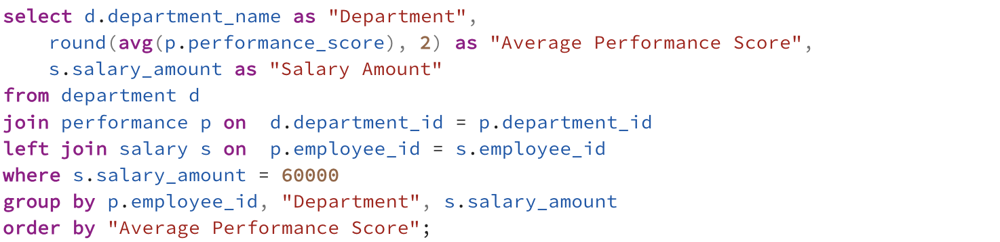 select d.department_name as "Department",
    round(avg(p.performance_score), 2) as "Average Performance Score",
    s.salary_amount as "Salary Amount"
from department d
join performance p on  d.department_id = p.department_id
left join salary s on  p.employee_id = s.employee_id
where s.salary_amount = 60000
group by p.employee_id, "Department", s.salary_amount
order by "Average Performance Score";